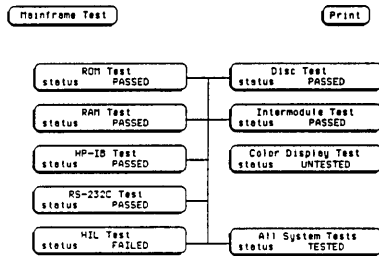 Mainframe Test
Print
ROM Test
status PASSED
Disc Test
status PASSED
RAM Test
status PASSED
Intermodule Test
status PASSED
HP-IB Test
status PASSED
Color Display Test
status UNTESTED
RS-232C Test
status PASSED
HIL Test
status FAILED
All System Tests
status TESTED